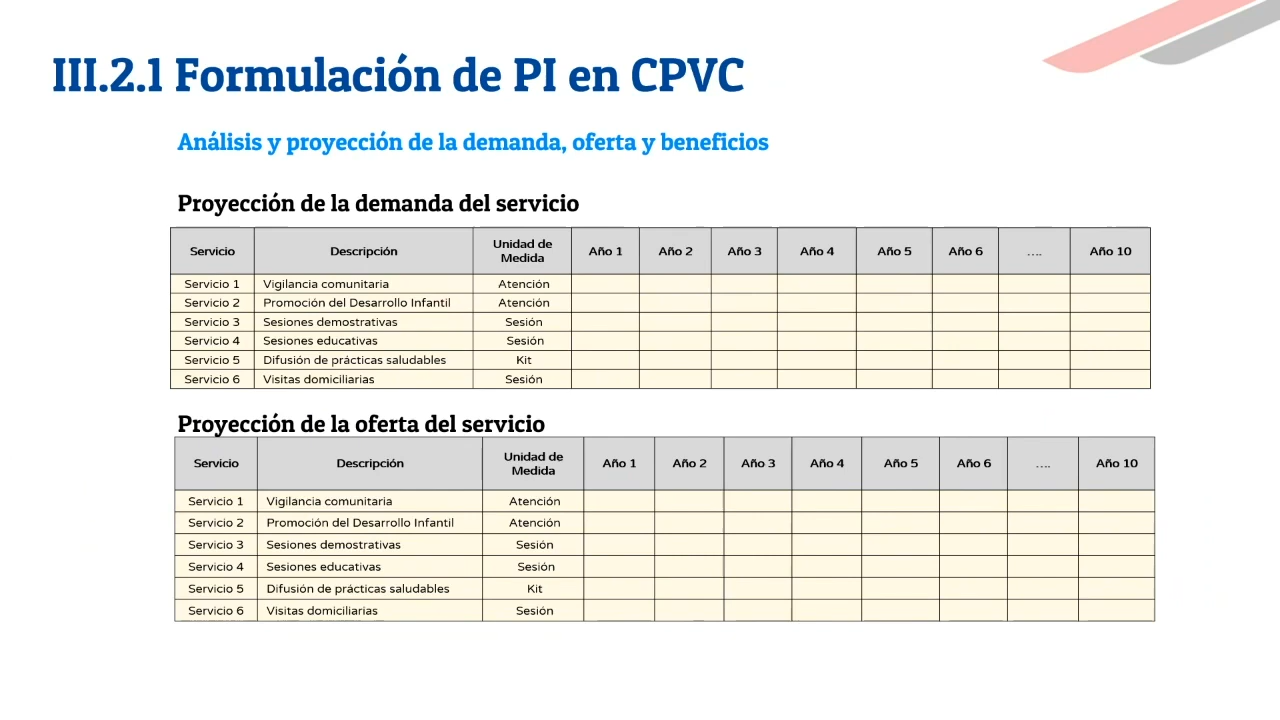 III.2.1 Formulación de PI en CPVC
Análisis y proyección de la demanda, oferta y beneficios
Proyección de la demanda del servicio
Servicio Descripción Unidad de Medida Año 1 Año 2 Año 3 Año 4 Año 5 Año 6 .... Año 10
Servicio 1 Vigilancia comunitaria Atención
Servicio 2 Promoción del Desarrollo Infantil Atención
Servicio 3 Sesiones demostrativas Sesión
Servicio 4 Sesiones educativas Sesión
Servicio 5 Difusión de prácticas saludables Kit
Servicio 6 Visitas domiciliarias Sesión
Proyección de la oferta del servicio
Servicio Descripción Unidad de Medida Año 1 Año 2 Año 3 Año 4 Año 5 Año 6 .... Año 10
Servicio 1 Vigilancia comunitaria Atención
Servicio 2 Promoción del Desarrollo Infantil Atención
Servicio 3 Sesiones demostrativas Sesión
Servicio 4 Sesiones educativas Sesión
Servicio 5 Difusión de prácticas saludables Kit
Servicio 6 Visitas domiciliarias Sesión